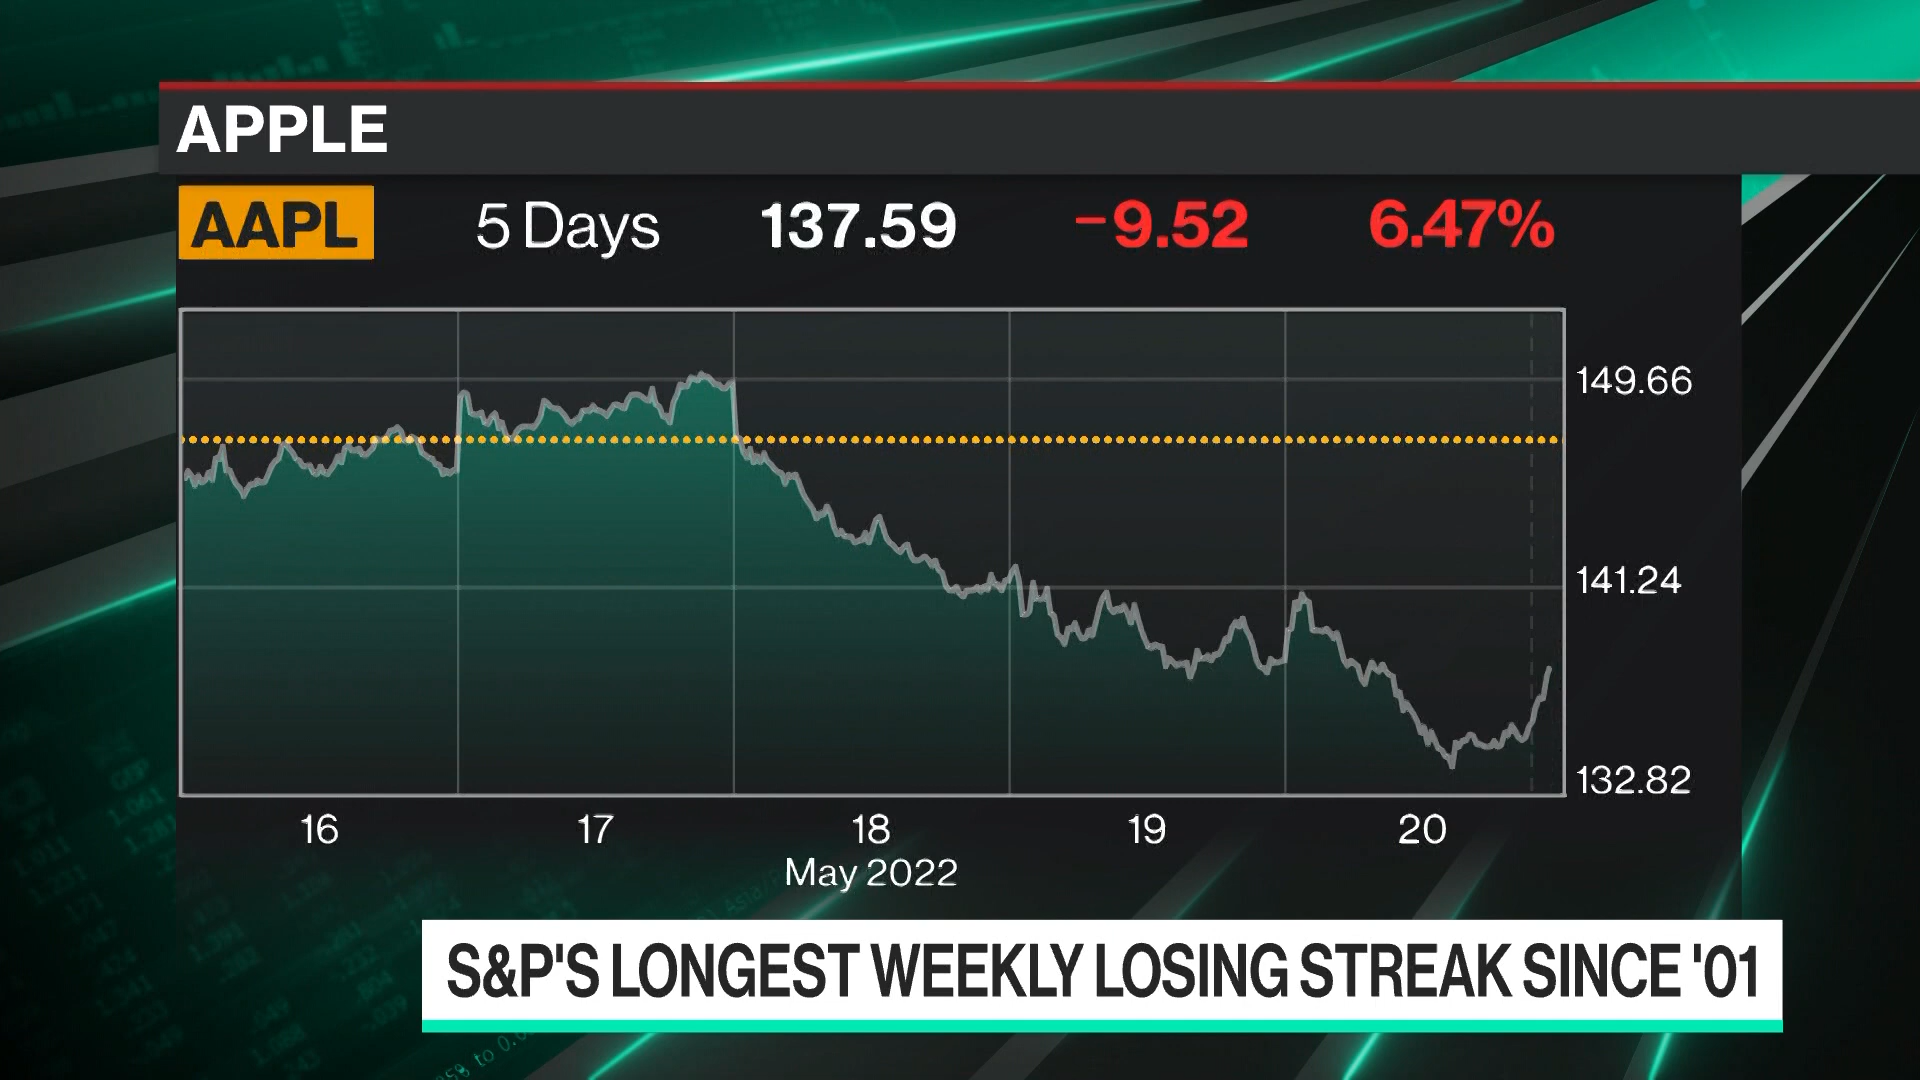 APPLE
AAPL 5 Days 137.59 -9.52 6.47%
149.66
141.24
132.82
16 17 18 19 20
May 2022
S&P'S LONGEST WEEKLY LOSING STREAK SINCE '01